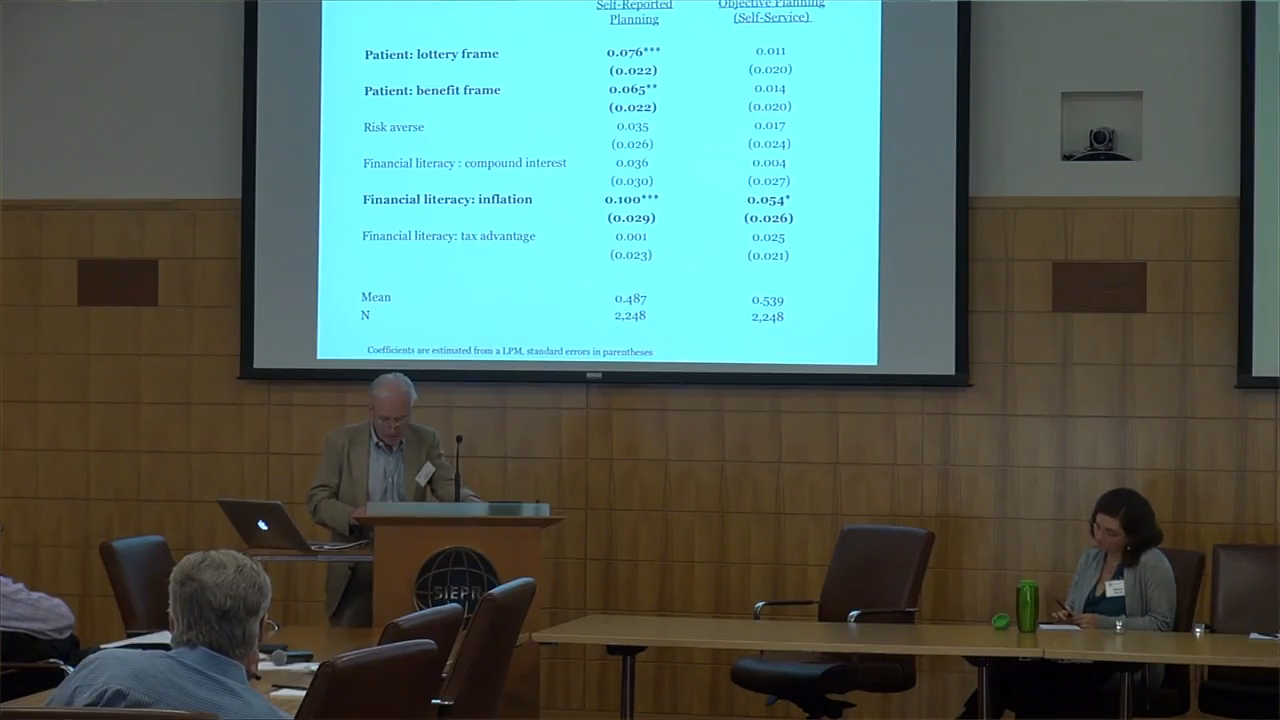 Self-Reported Objective Planning
Planning (Self-Service)
Patient: lottery frame 0.076*** 0.011
(0.022) (0.020)
Patient: benefit frame 0.065** 0.014
(0.022) (0.020)
Risk averse 0.035 0.017
(0.026) (0.024)
Financial literacy : compound interest 0.036 0.004
(0.030) (0.027)
Financial literacy: inflation 0.100*** 0.054*
(0.029) (0.026)
Financial literacy: tax advantage 0.001 0.025
(0.023) (0.021)
Mean 0.487 0.539
N 2,248 2,248
Coefficients are estimated from a LPM, standard errors in parentheses
SIEPR